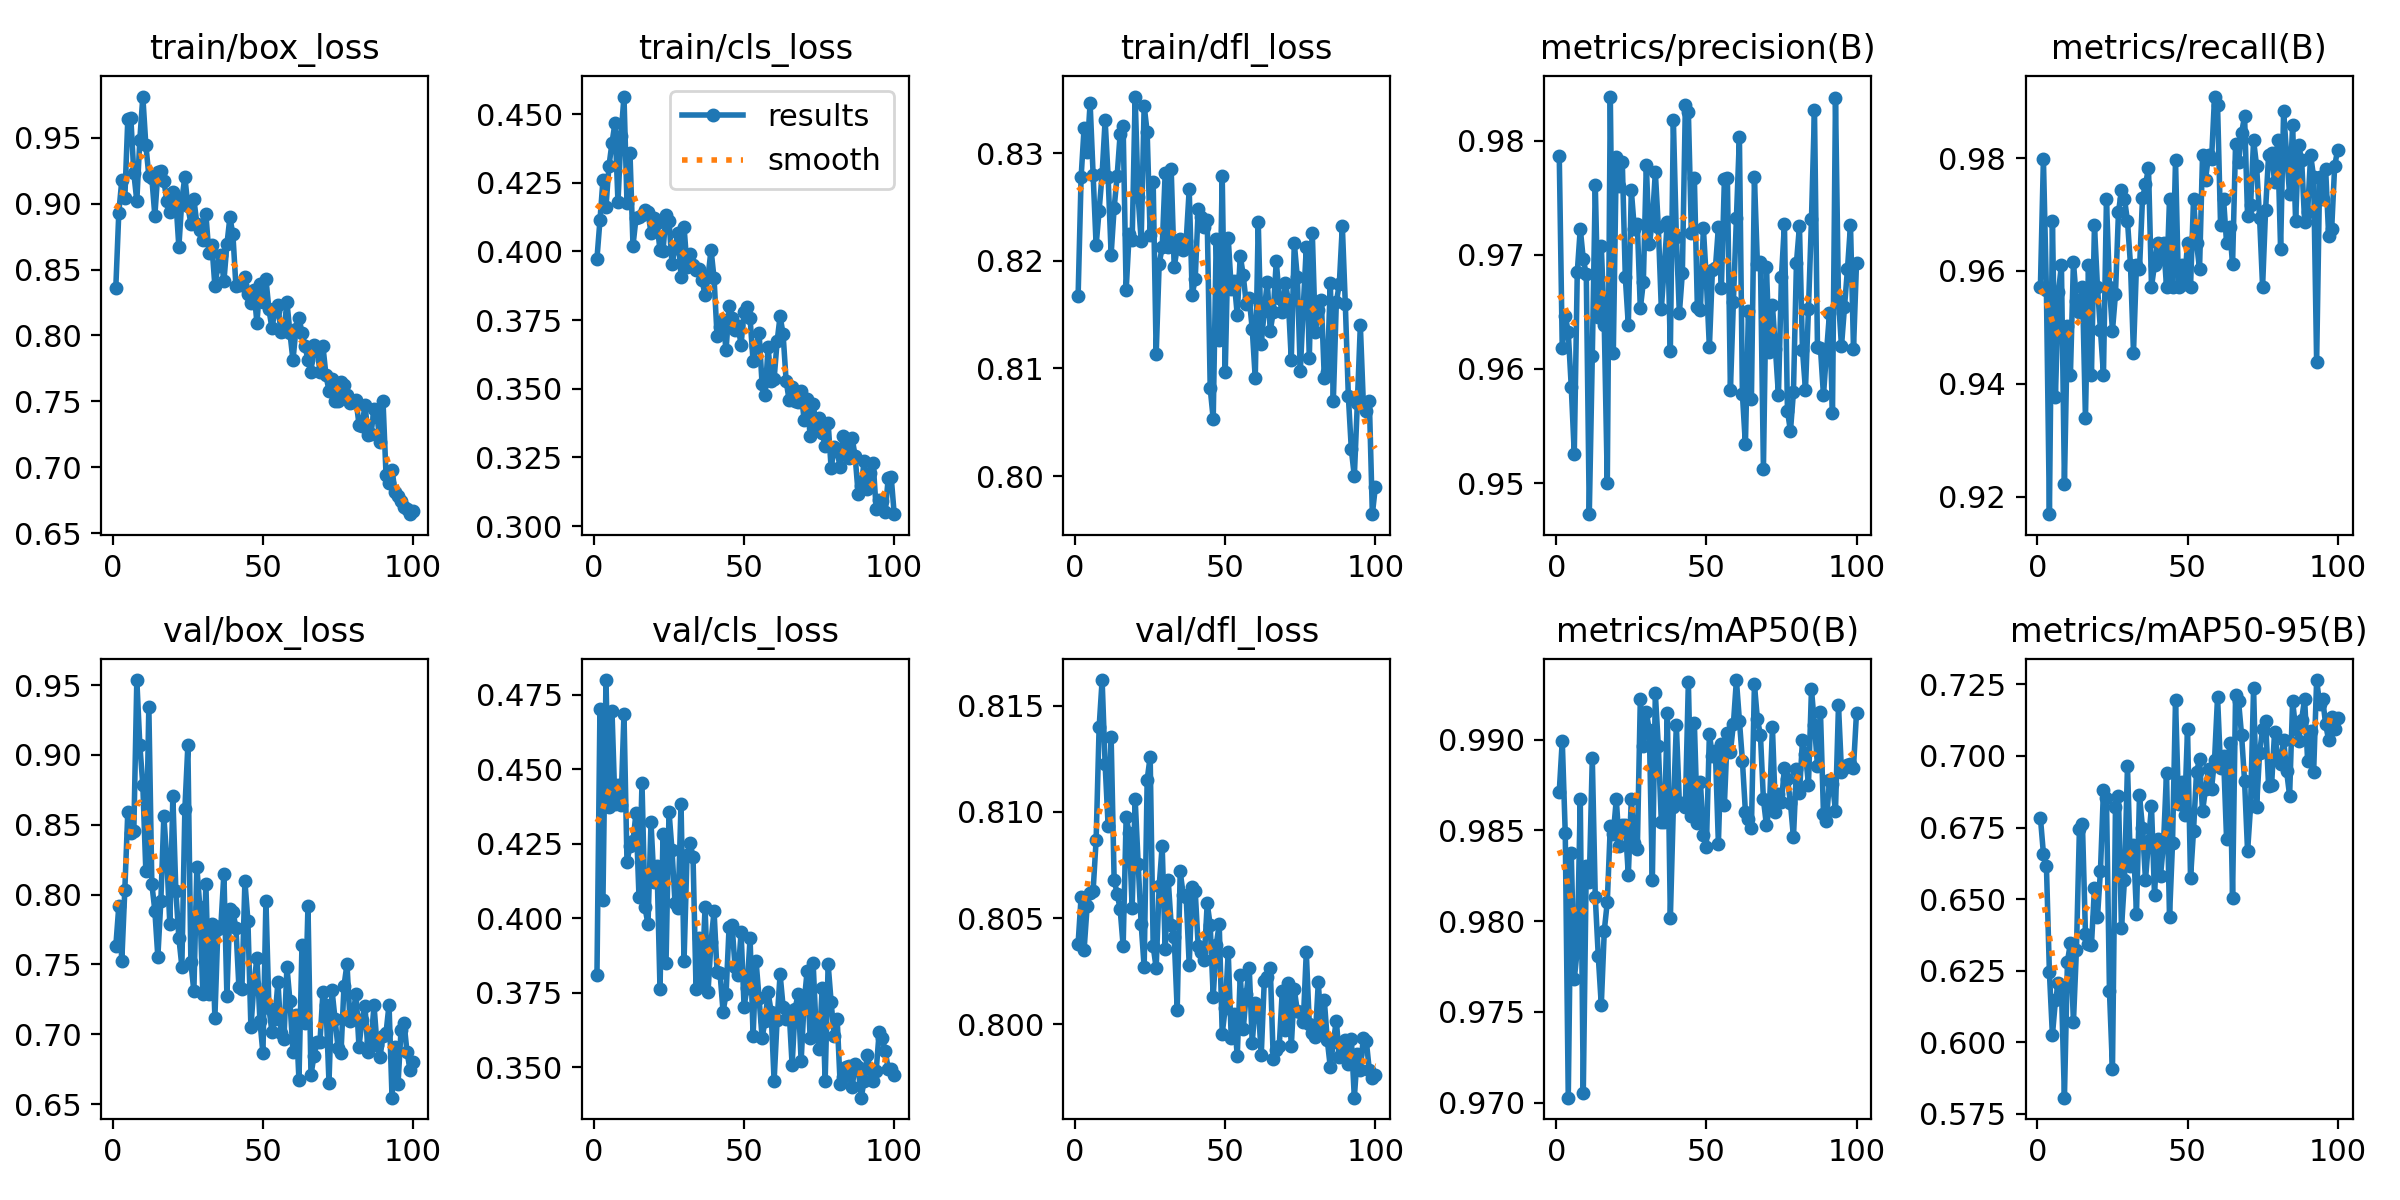 train/box_loss
0.95
0.90
0.85
0.80
0.75
0.70
0.65
0 50 100
train/cls_loss
results
smooth
0.450
0.425
0.400
0.375
0.350
0.325
0.300
0 50 100
train/dfl_loss
0.83
0.82
0.81
0.80
0 50 100
metrics/precision(B)
0.98
0.97
0.96
0.95
0 50 100
metrics/recall(B)
0.98
0.96
0.94
0.92
0 50 100
val/box_loss
0.95
0.90
0.85
0.80
0.75
0.70
0.65
0 50 100
val/cls_loss
0.475
0.450
0.425
0.400
0.375
0.350
0 50 100
val/dfl_loss
0.815
0.810
0.805
0.800
0 50 100
metrics/mAP50(B)
0.990
0.985
0.980
0.975
0.970
0 50 100
metrics/mAP50-95(B)
0.725
0.700
0.675
0.650
0.625
0.600
0.575
0 50 100